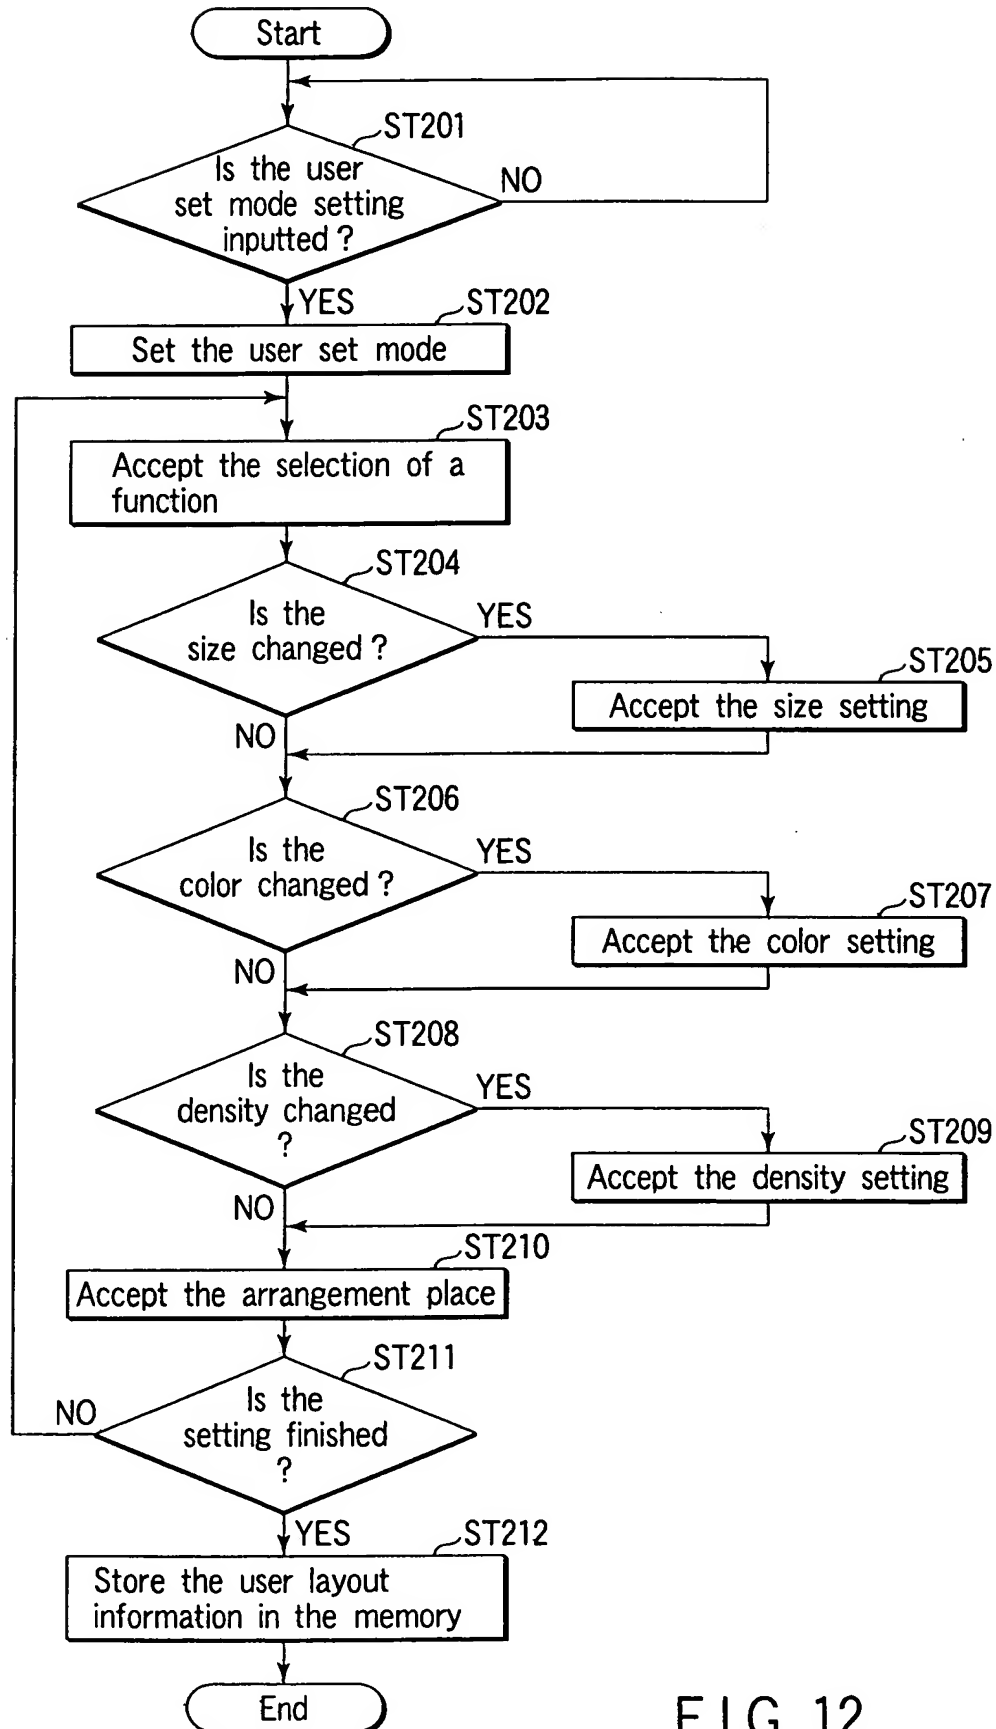 Start
ST201
Is the user
set mode setting
inputted ?
NO
YES
ST202
Set the user set mode
ST203
Accept the selection of a
function
ST204
Is the
size changed ?
YES
ST205
Accept the size setting
NO
ST206
Is the
color changed ?
YES
ST207
Accept the color setting
NO
ST208
Is the
density changed
?
YES
ST209
Accept the density setting
NO
ST210
Accept the arrangement place
ST211
Is the
setting finished
?
NO
YES
ST212
Store the user layout
information in the memory
End
FIG. 12